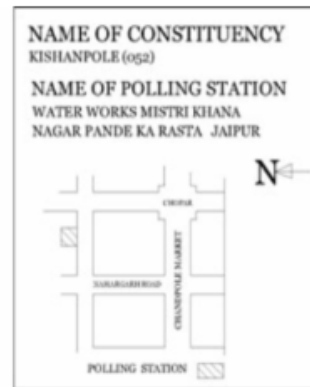 NAME OF CONSTITUENCY
KISHANPOLE (052)
NAME OF POLLING STATION
WATER WORKS MISTRI KHANA
NAGAR PANDE KA RASTA JAIPUR
N
CHOPAR
CHANDPOLE MARKET
NAHARGARH ROAD
POLLING STATION